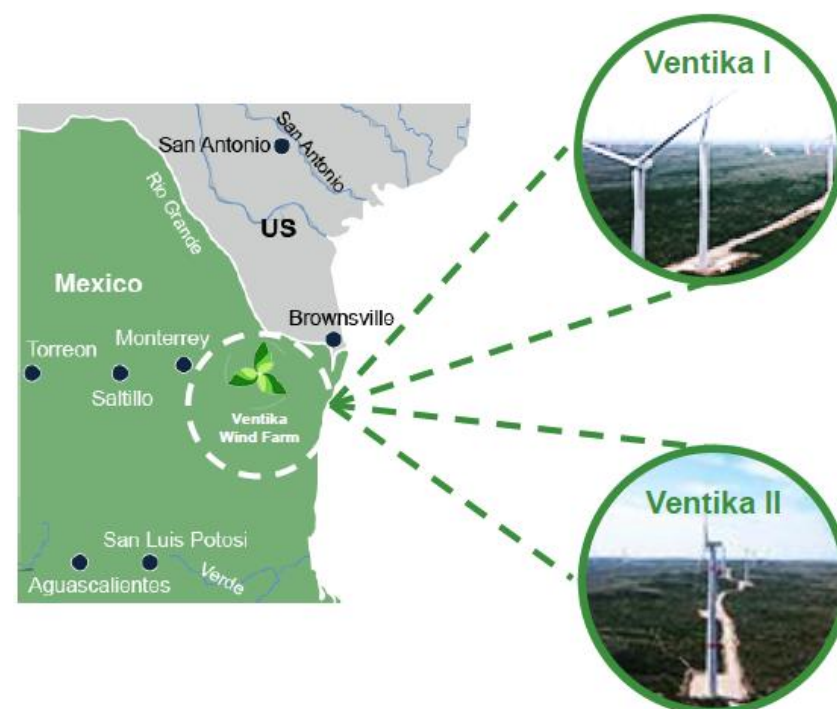 Ventika I
San Antonio
San Antonio
Rio Grande
US
Mexico
Brownsville
Monterrey
Torreon
Saltillo
Ventika
Wind Farm
Ventika II
San Luis Potosi
Verde
Aguascalientes